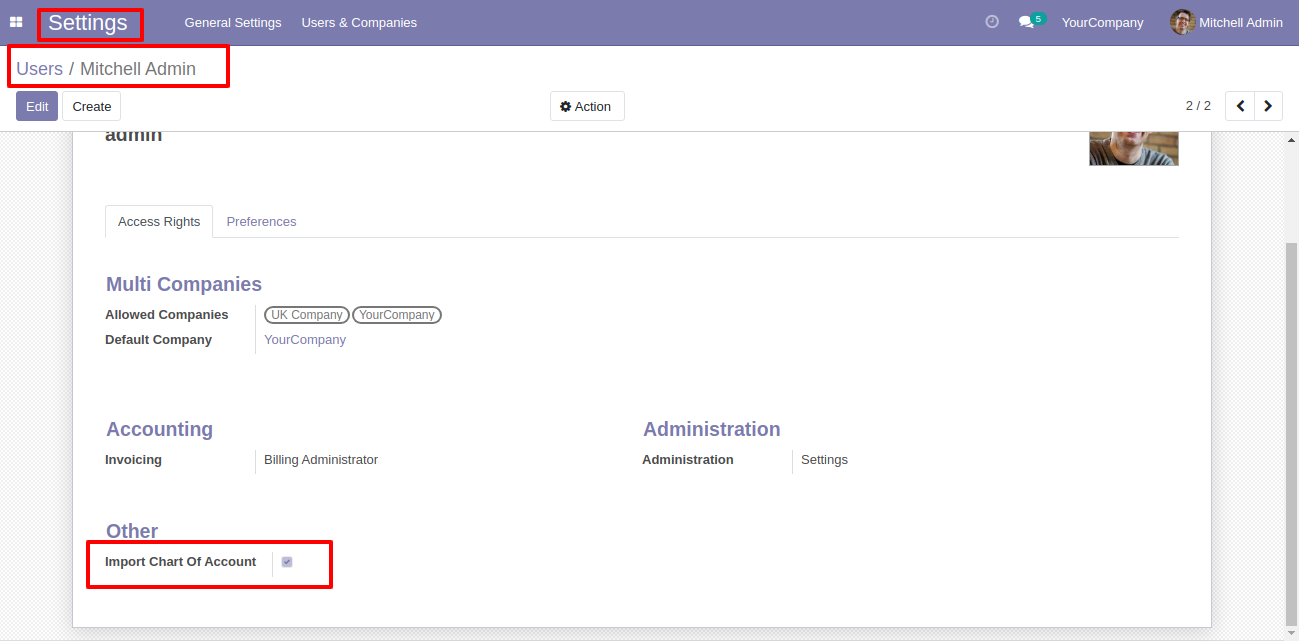 Settings General Settings Users & Companies 5 YourCompany Mitchell Admin
Users / Mitchell Admin
Edit Create Action 2 / 2
admin
Access Rights Preferences
Multi Companies
Allowed Companies UK Company YourCompany
Default Company YourCompany
Accounting Administration
Invoicing Billing Administrator Administration Settings
Other
Import Chart Of Account